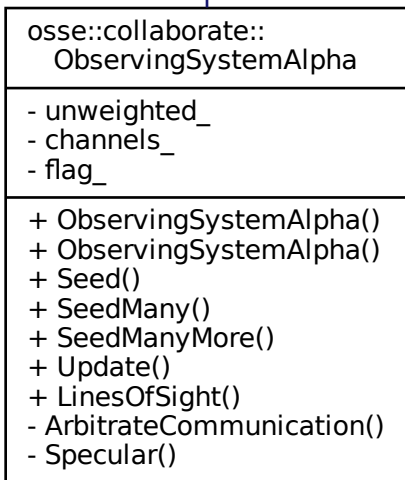 osse::collaborate::
ObservingSystemAlpha
- unweighted_
- channels_
- flag_
+ ObservingSystemAlpha()
+ ObservingSystemAlpha()
+ Seed()
+ SeedMany()
+ SeedManyMore()
+ Update()
+ LinesOfSight()
- ArbitrateCommunication()
- Specular()